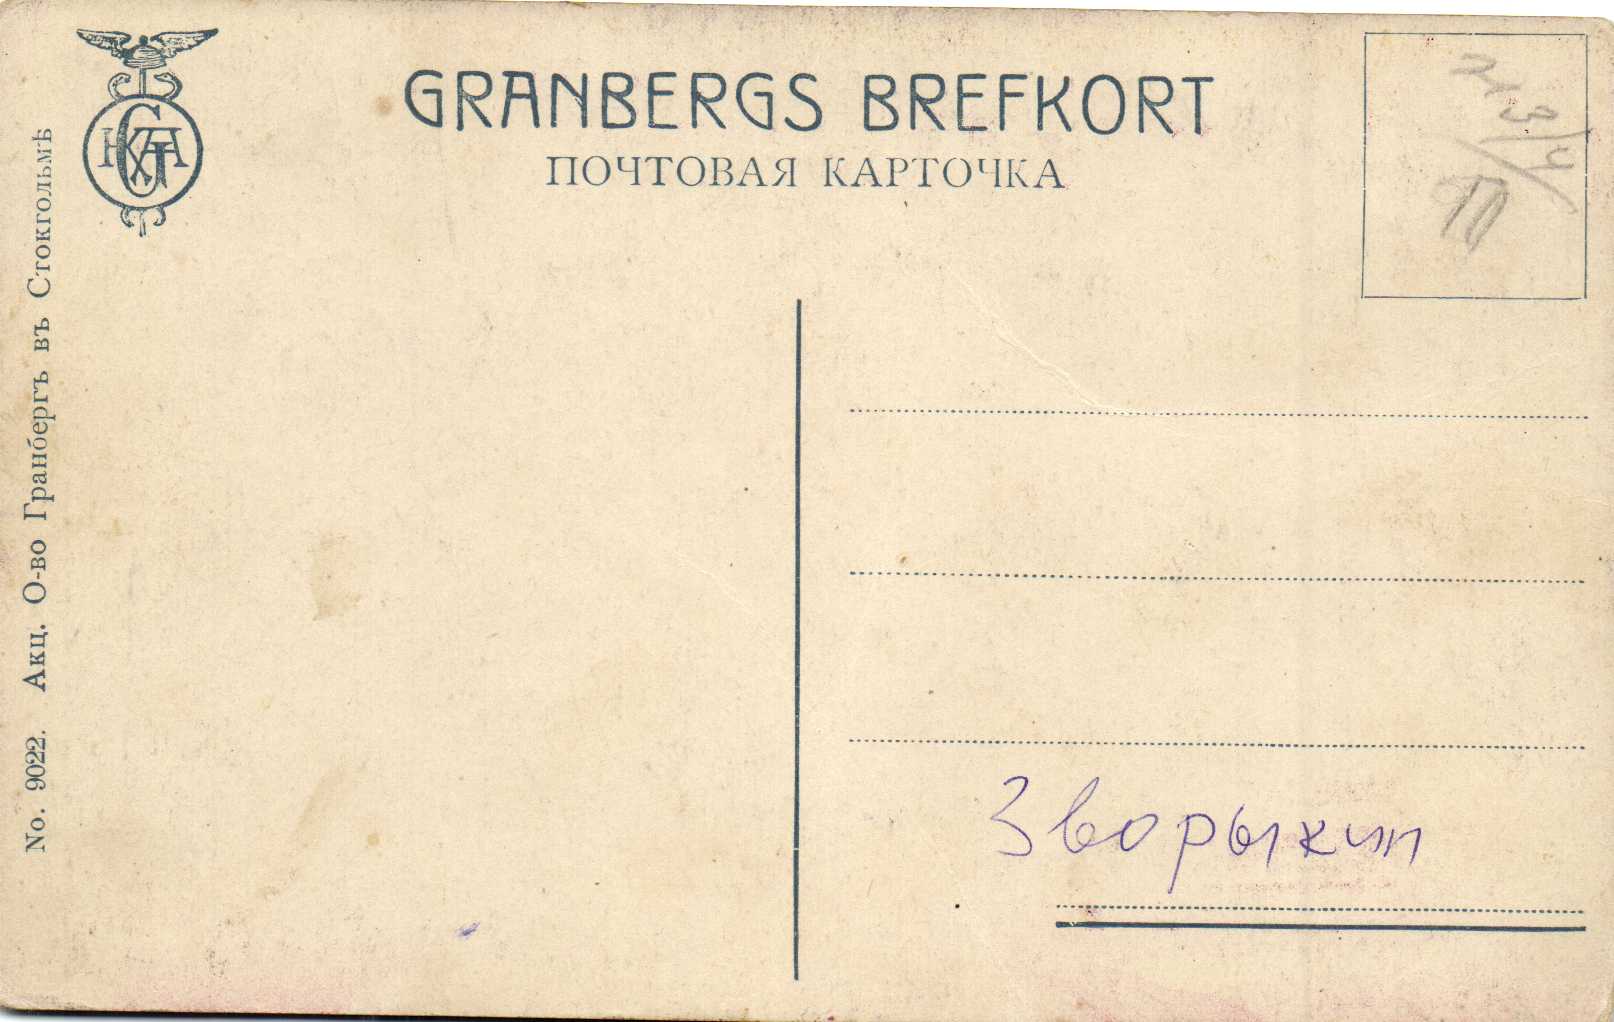 GRANBERGS BREFKORT
ПОЧТОВАЯ КАРТОЧКА
No. 9022. Акц. О-во Гранбергъ въ Стокгольмѣ
Зворыкин